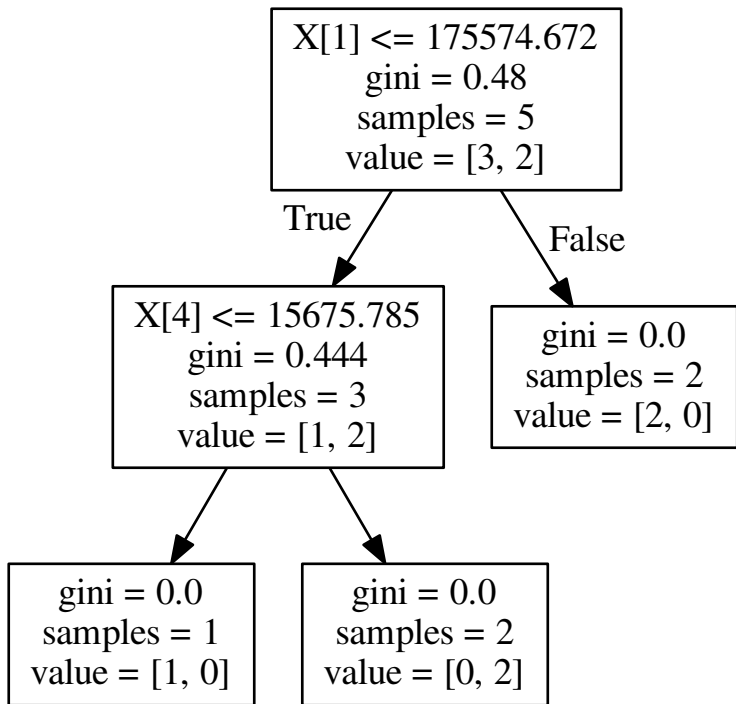 X[1] <= 175574.672
gini = 0.48
samples = 5
value = [3, 2]
True
False
X[4] <= 15675.785
gini = 0.444
samples = 3
value = [1, 2]
gini = 0.0
samples = 2
value = [2, 0]
gini = 0.0
samples = 1
value = [1, 0]
gini = 0.0
samples = 2
value = [0, 2]